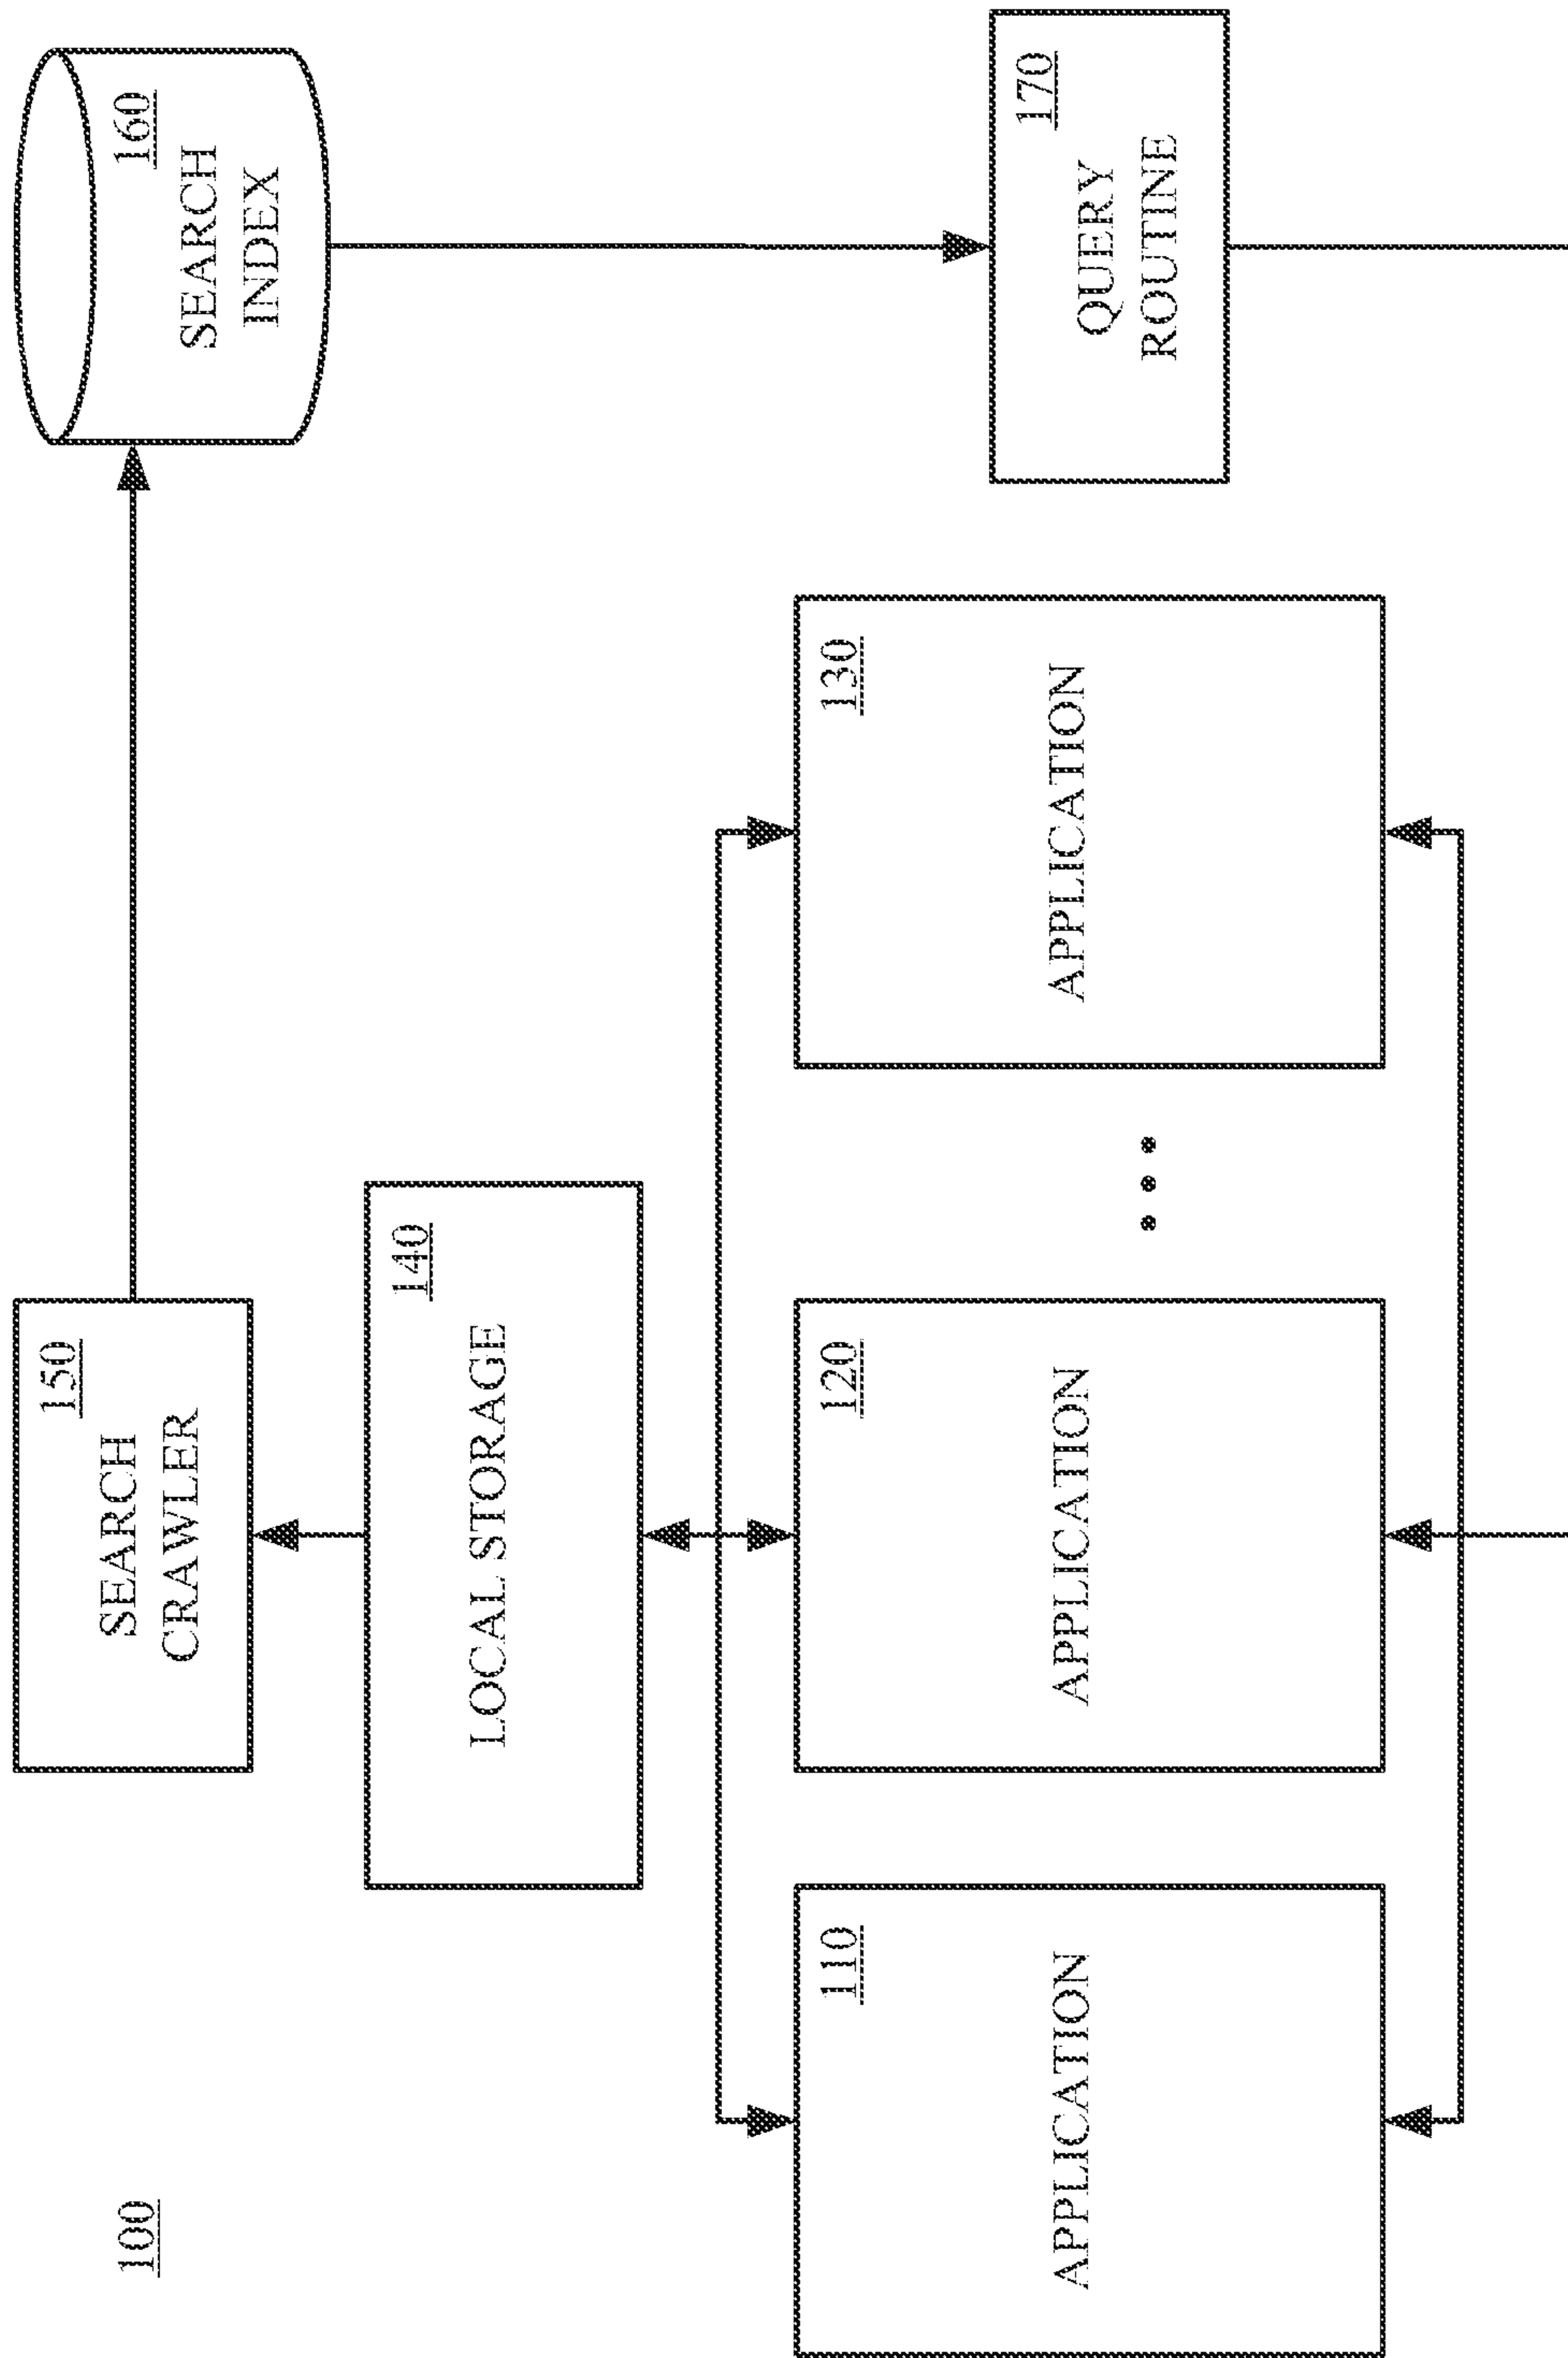 100
150
SEARCH
CRAWLER
160
SEARCH
INDEX
140
LOCAL STORAGE
110
APPLICATION
120
APPLICATION
130
APPLICATION
170
QUERY
ROUTINE